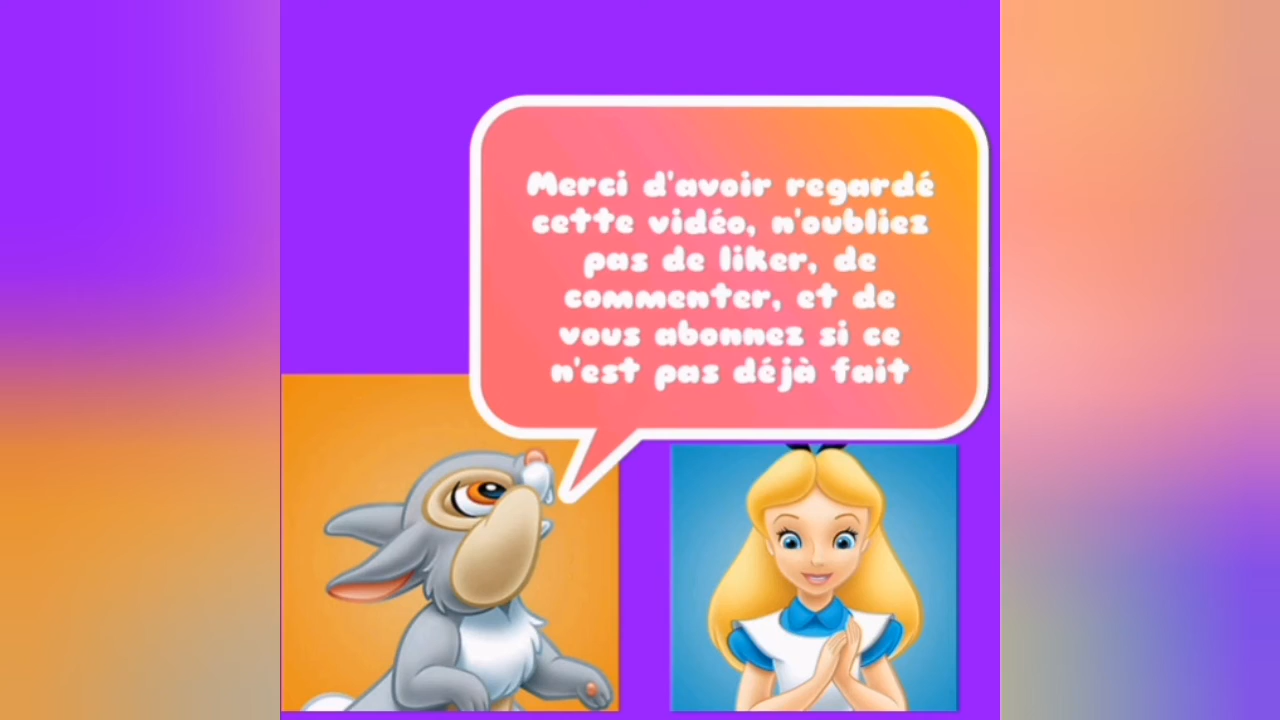 Merci d'avoir regardé
cette vidéo, n'oubliez
pas de liker, de
commenter, et de
vous abonnez si ce
n'est pas déjà fait